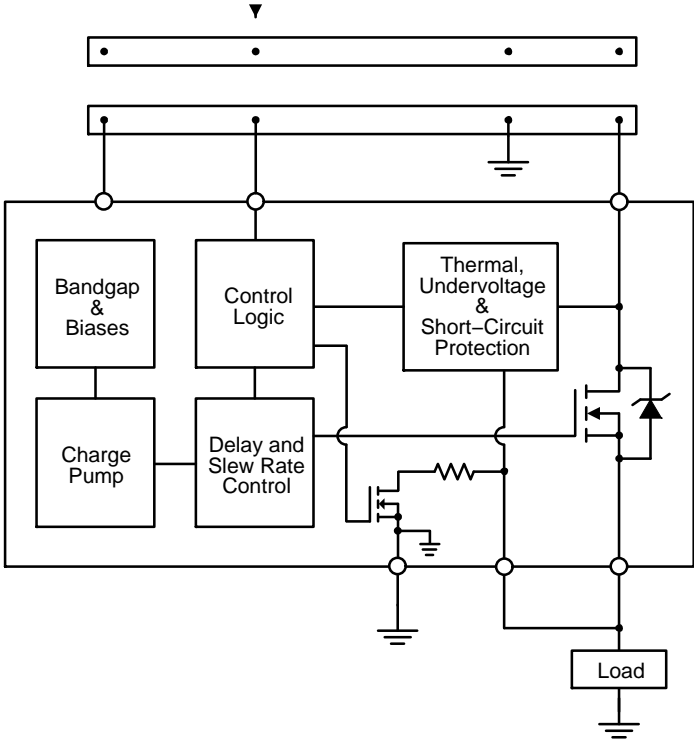 Bandgap
&
Biases
Control
Logic
Thermal,
Undervoltage
&
Short−Circuit
Protection
Charge
Pump
Delay and
Slew Rate
Control
Load